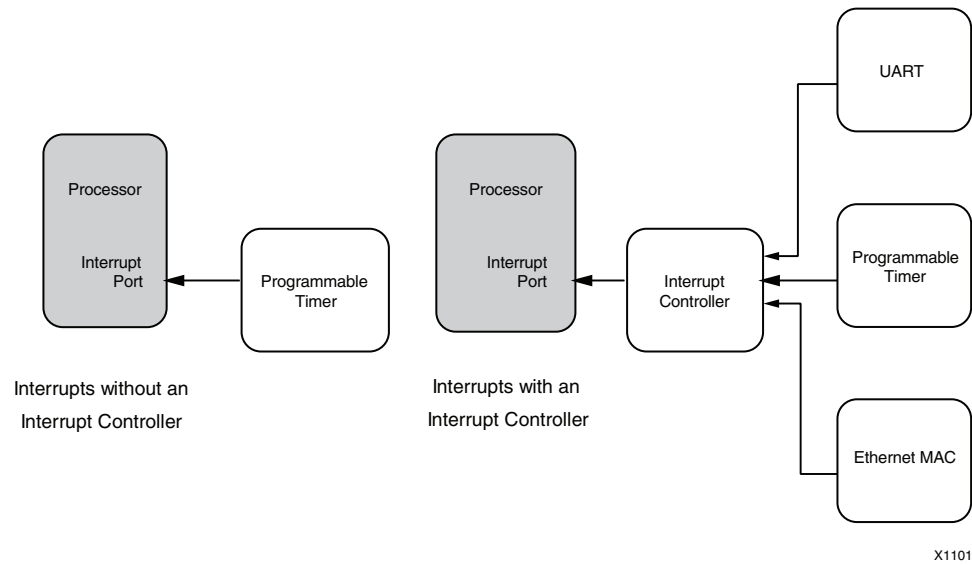 Processor
Interrupt
Port
Programmable
Timer
Interrupts without an
Interrupt Controller
Processor
Interrupt
Port
Interrupt
Controller
UART
Programmable
Timer
Ethernet MAC
Interrupts with an
Interrupt Controller
X1101